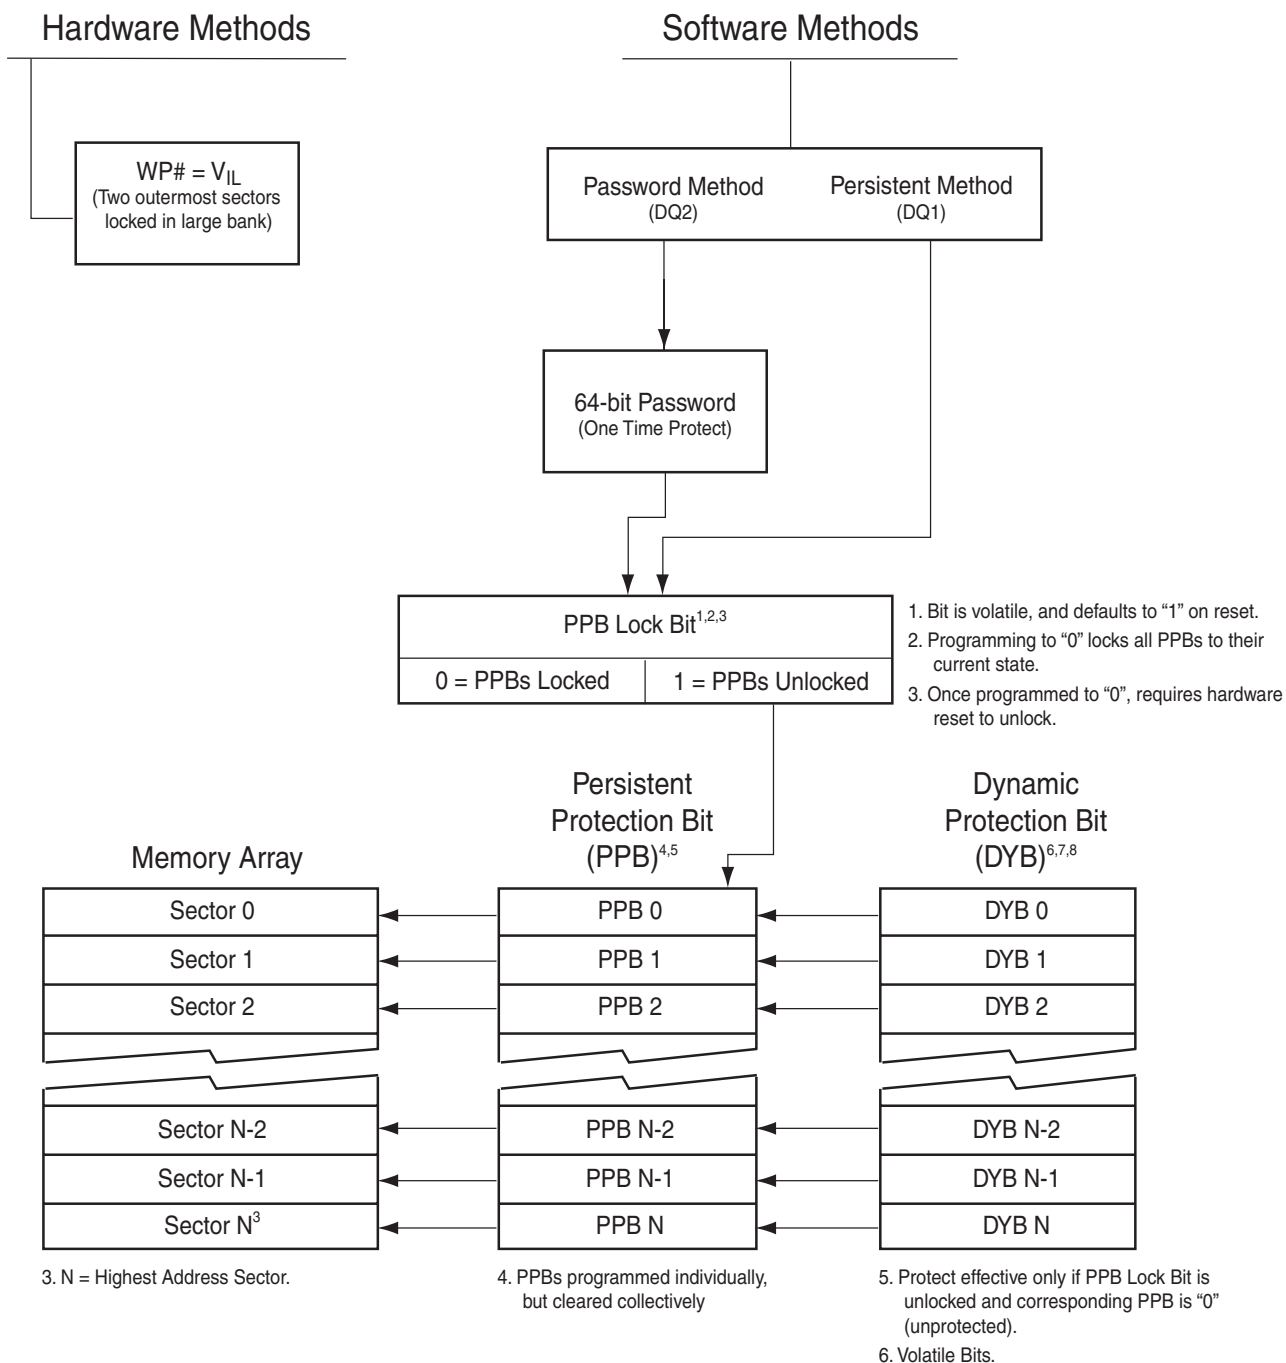 Hardware Methods
Software Methods
WP# = VIL
(Two outermost sectors
locked in large bank)
Password Method
(DQ2)
Persistent Method
(DQ1)
64-bit Password
(One Time Protect)
PPB Lock Bit1,2,3
0 = PPBs Locked
1 = PPBs Unlocked
1. Bit is volatile, and defaults to “1” on reset.
2. Programming to “0” locks all PPBs to their
current state.
3. Once programmed to “0”, requires hardware
reset to unlock.
Memory Array
Persistent
Protection Bit
(PPB)4,5
Dynamic
Protection Bit
(DYB)6,7,8
Sector 0
PPB 0
DYB 0
Sector 1
PPB 1
DYB 1
Sector 2
PPB 2
DYB 2
Sector N-2
PPB N-2
DYB N-2
Sector N-1
PPB N-1
DYB N-1
Sector N3
PPB N
DYB N
3. N = Highest Address Sector.
4. PPBs programmed individually,
but cleared collectively
5. Protect effective only if PPB Lock Bit is
unlocked and corresponding PPB is “0”
(unprotected).
6. Volatile Bits.